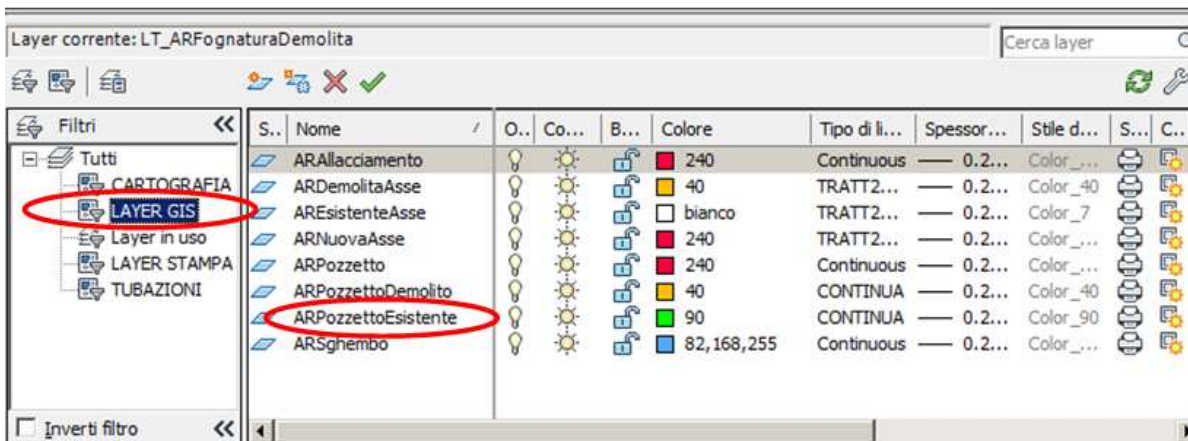 Layer corrente: LT_ARFognaturaDemolita
Cerca layer
Filtri
S.. Nome O.. Co... B... Colore Tipo di li... Spessor... Stile d... S... C..
Tutti
CARTOGRAFIA
LAYER GIS
Layer in uso
LAYER STAMPA
TUBAZIONI
ARAllacciamento 240 Continuous 0.2... Color_...
ARDemolitaAsse 40 TRATT2... 0.2... Color_40
AREsistenteAsse bianco TRATT2... 0.2... Color_7
ARNuovaAsse 240 TRATT2... 0.2... Color_...
ARPozzetto 240 Continuous 0.2... Color_...
ARPozzettoDemolito 40 CONTINUA 0.2... Color_40
ARPozzettoEsistente 90 CONTINUA 0.2... Color_90
ARSghembo 82,168,255 Continuous 0.2... Color_...
Inverti filtro